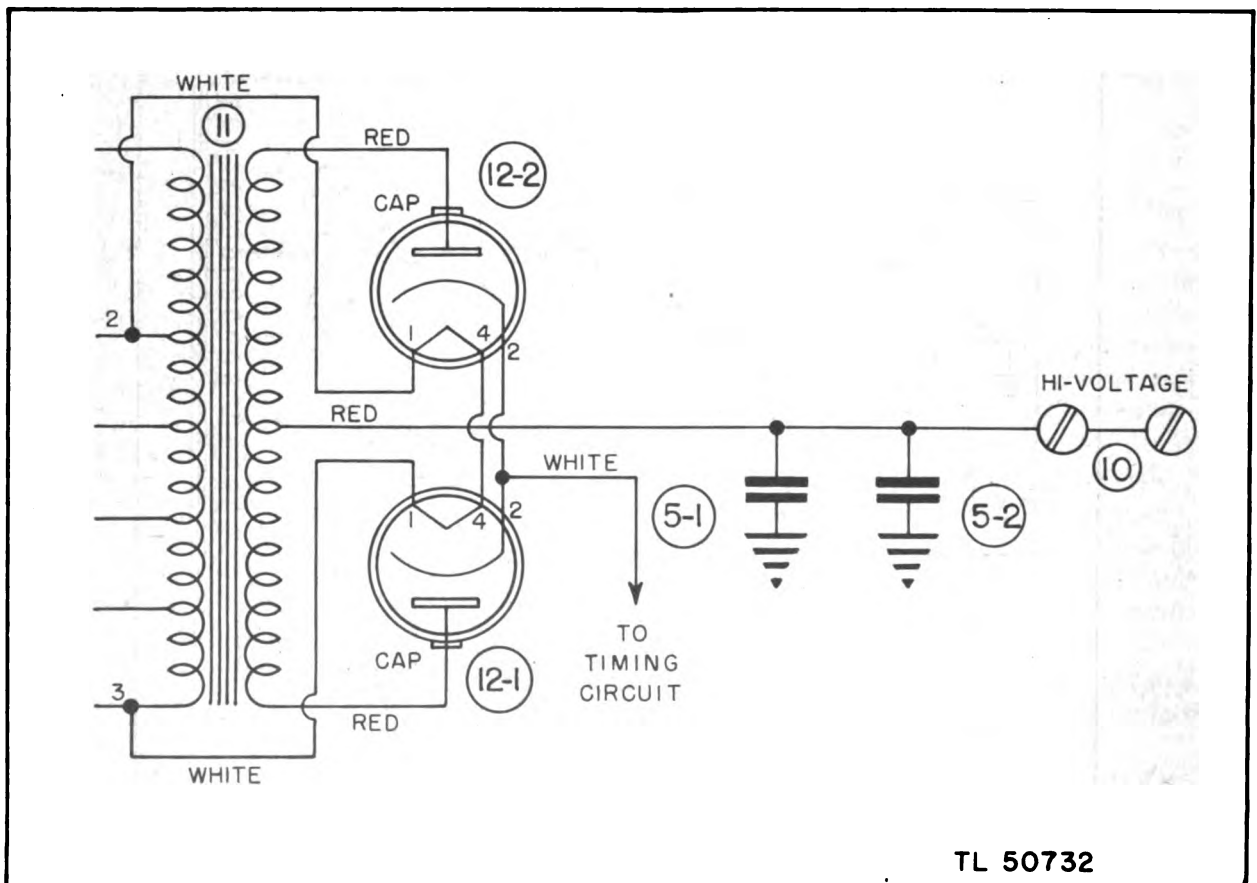 WHITE
11
RED
12-2
CAP
2
1
4
2
HI-VOLTAGE
RED
10
WHITE
5-1
5-2
1
4
2
TO
TIMING
CIRCUIT
CAP
12-1
3
RED
WHITE
TL 50732